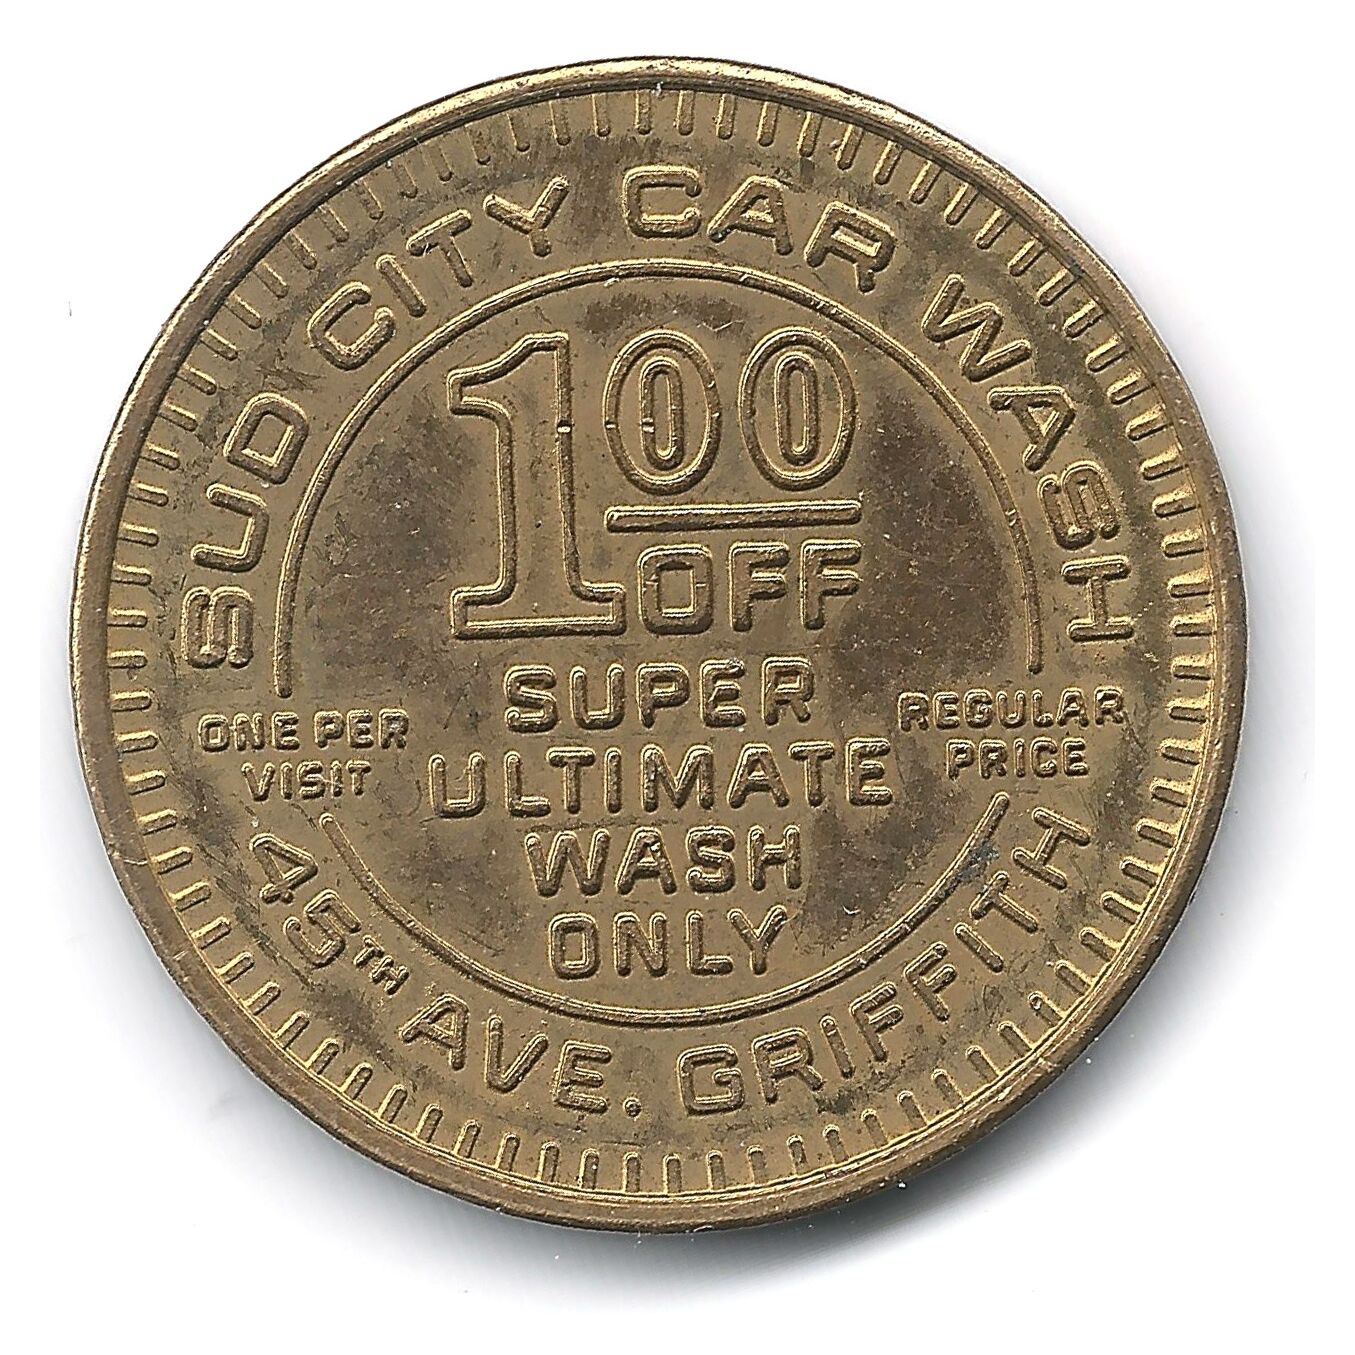 SUD CITY CAR WASH
1 00
OFF
SUPER
ULTIMATE
WASH
ONLY
ONE PER
VISIT
REGULAR
PRICE
45TH AVE. GRIFFITH